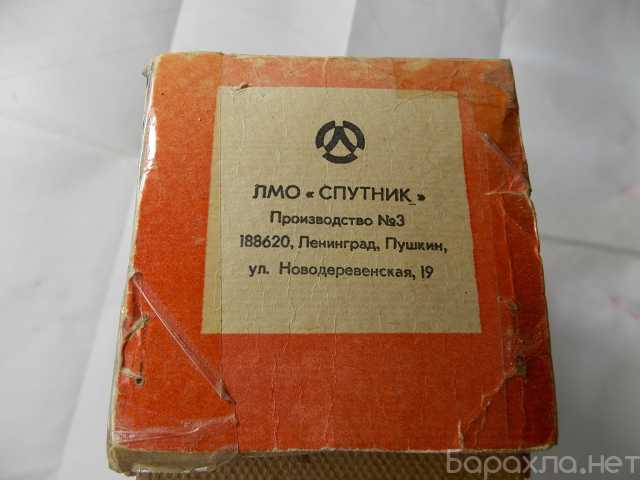 ЛМО « СПУТНИК »
Производство №3
188620, Ленинград, Пушкин,
ул. Новодеревенская, 19
Барахла.нет